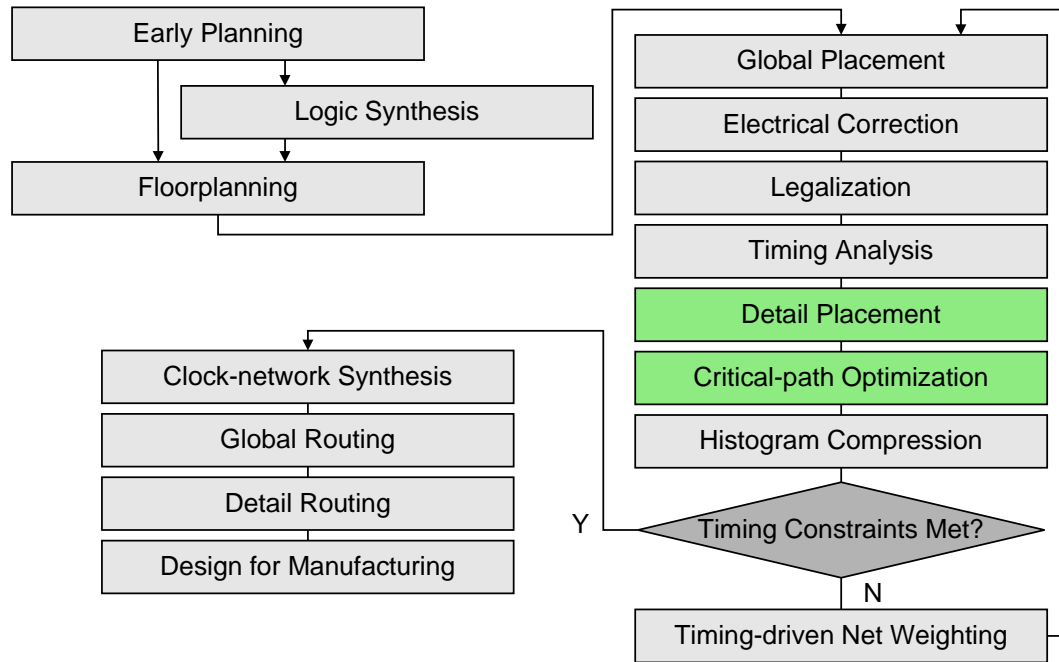 Early Planning
Logic Synthesis
Floorplanning
Global Placement
Electrical Correction
Legalization
Timing Analysis
Detail Placement
Critical-path Optimization
Histogram Compression
Timing Constraints Met?
Y
N
Timing-driven Net Weighting
Clock-network Synthesis
Global Routing
Detail Routing
Design for Manufacturing